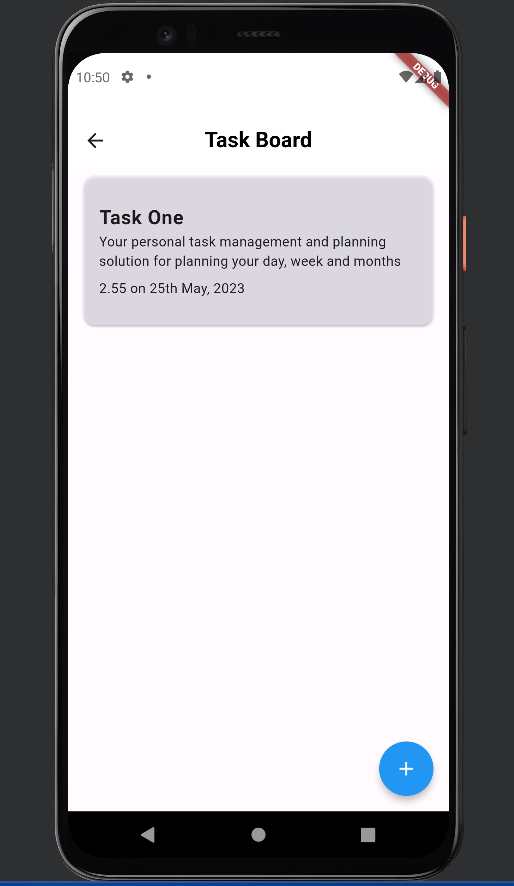 10:50
DEBUG
Task Board
Task One
Your personal task management and planning
solution for planning your day, week and months
2.55 on 25th May, 2023